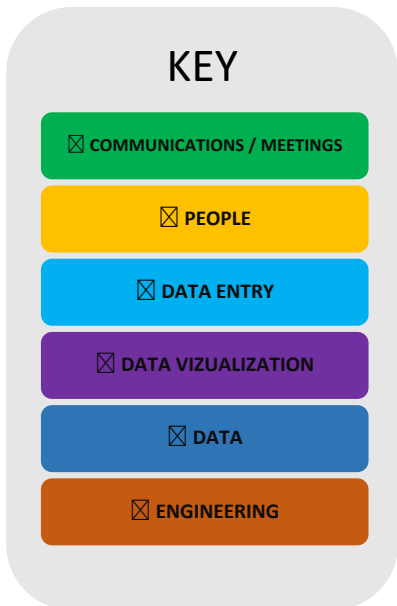 KEY
☒ COMMUNICATIONS / MEETINGS
☒ PEOPLE
☒ DATA ENTRY
☒ DATA VIZUALIZATION
☒ DATA
☒ ENGINEERING